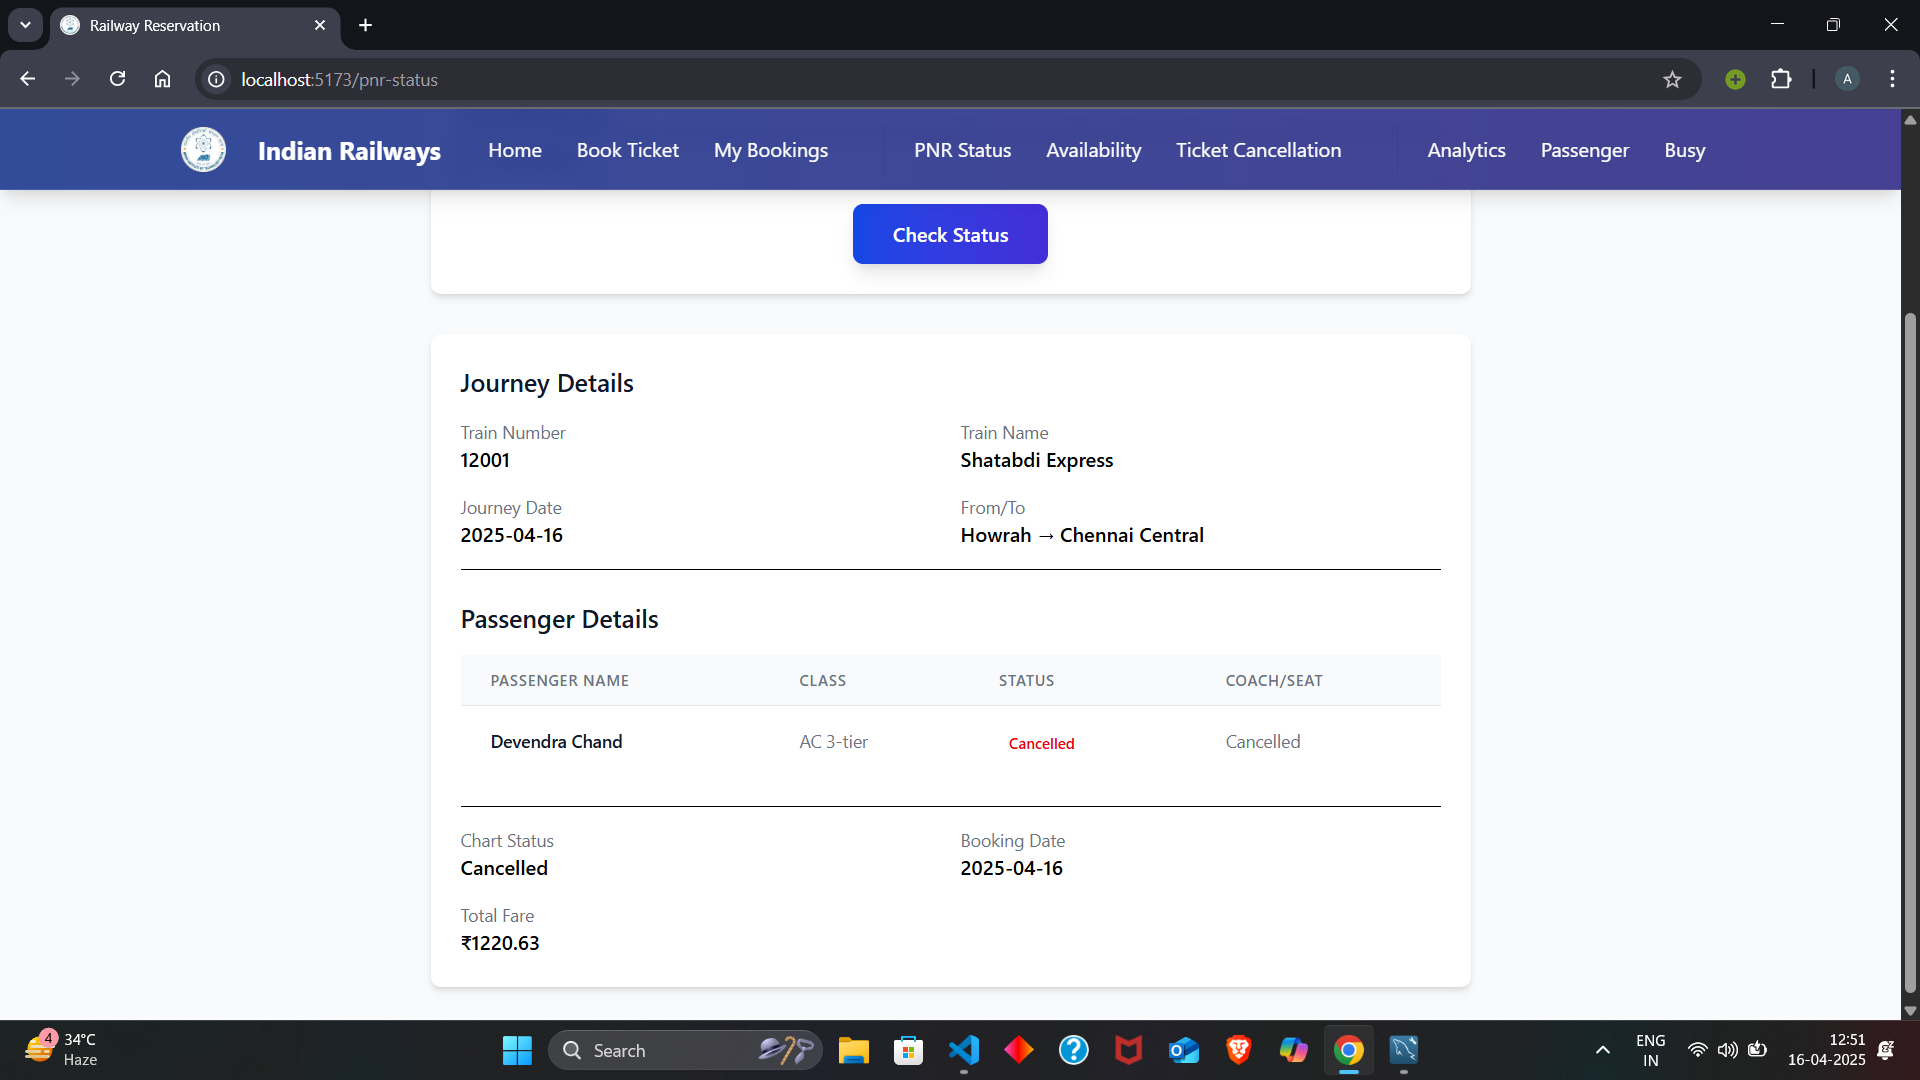 Railway Reservation
localhost:5173/pnr-status
A
Indian Railways Home Book Ticket My Bookings PNR Status Availability Ticket Cancellation Analytics Passenger Busy
Check Status
Journey Details
Train Number Train Name
12001 Shatabdi Express
Journey Date From/To
2025-04-16 Howrah → Chennai Central
Passenger Details
PASSENGER NAME CLASS STATUS COACH/SEAT
Devendra Chand AC 3-tier Cancelled Cancelled
Chart Status Booking Date
Cancelled 2025-04-16
Total Fare
₹1220.63
4 34°C
Haze
Search
ENG
IN
12:51
16-04-2025